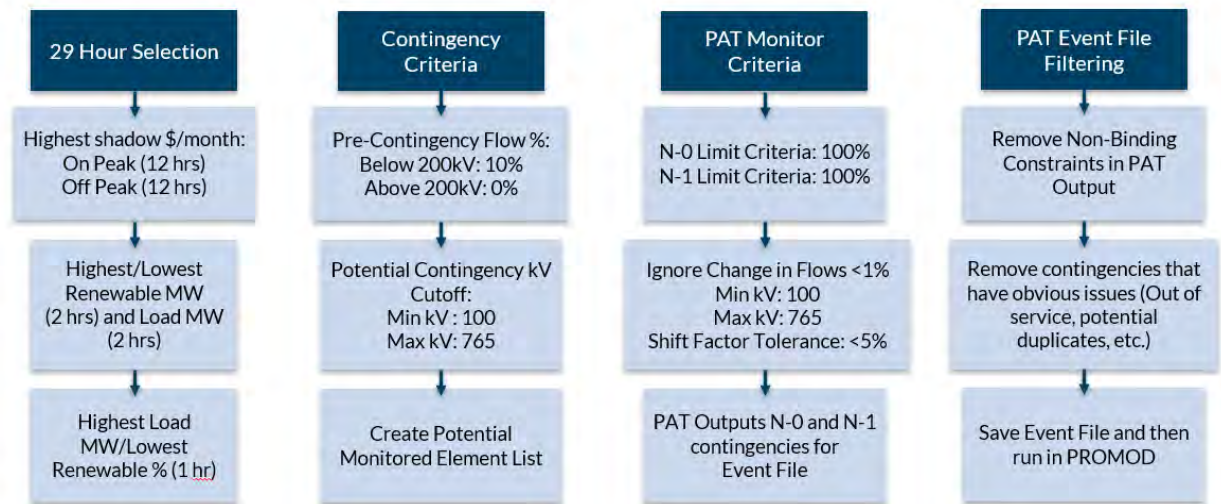 29 Hour Selection
Highest shadow $/month:
On Peak (12 hrs)
Off Peak (12 hrs)
Highest/Lowest
Renewable MW
(2 hrs) and Load MW
(2 hrs)
Highest Load
MW/Lowest
Renewable % (1 hr)
Contingency
Criteria
Pre-Contingency Flow %:
Below 200kV: 10%
Above 200kV: 0%
Potential Contingency kV
Cutoff:
Min kV : 100
Max kV: 765
Create Potential
Monitored Element List
PAT Monitor
Criteria
N-0 Limit Criteria: 100%
N-1 Limit Criteria: 100%
Ignore Change in Flows <1%
Min kV: 100
Max kV: 765
Shift Factor Tolerance: <5%
PAT Outputs N-0 and N-1
contingencies for
Event File
PAT Event File
Filtering
Remove Non-Binding
Constraints in PAT
Output
Remove contingencies that
have obvious issues (Out of
service, potential
duplicates, etc.)
Save Event File and then
run in PROMOD